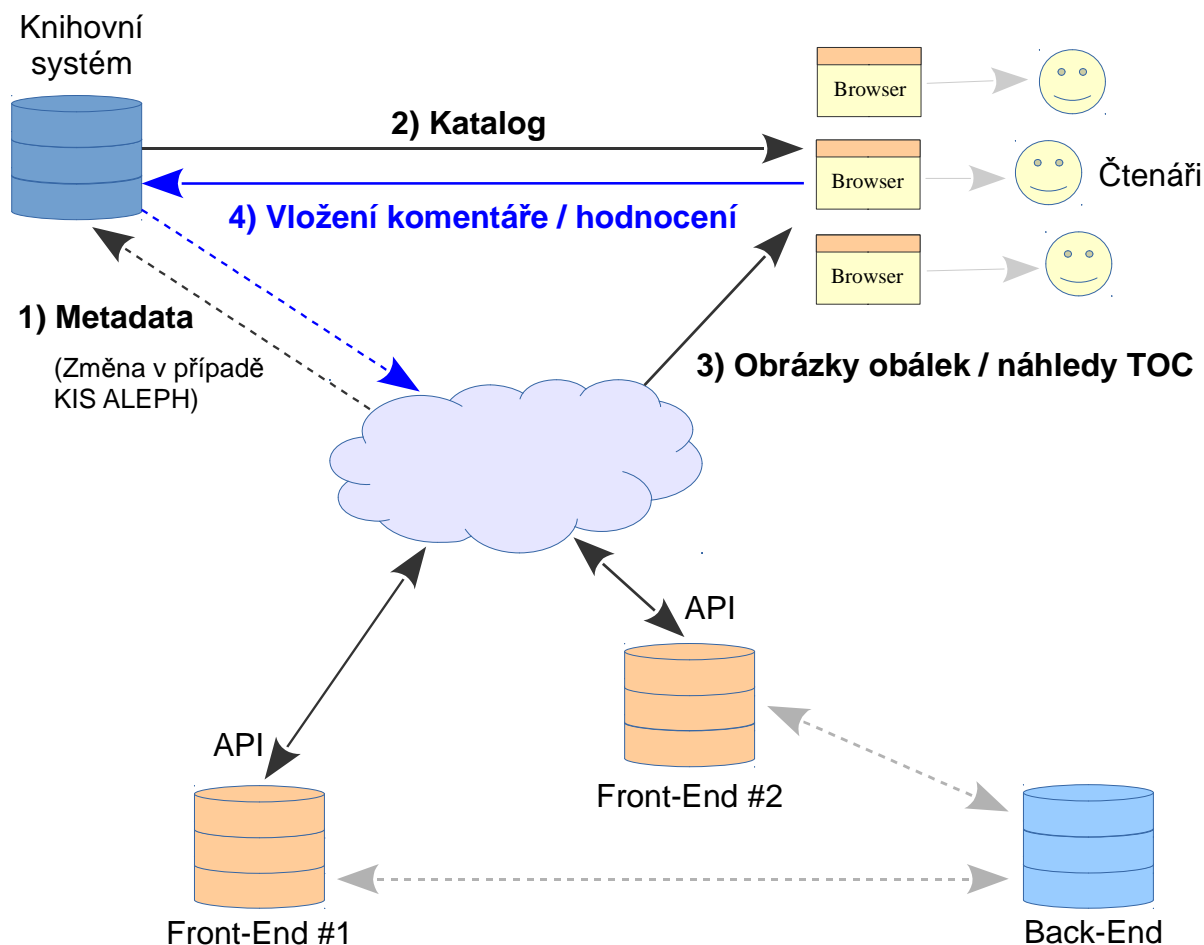 Knihovní
systém
2) Katalog
4) Vložení komentáře / hodnocení
Browser
Browser
Browser
Čtenáři
1) Metadata
(Změna v případě
KIS ALEPH)
3) Obrázky obálek / náhledy TOC
API
API
Front-End #2
Front-End #1
Back-End